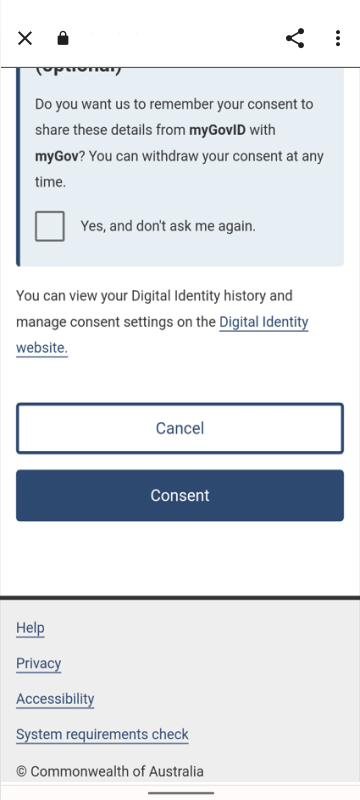 (optional)
Do you want us to remember your consent to
share these details from myGovID with
myGov? You can withdraw your consent at any
time.
Yes, and don't ask me again.
You can view your Digital Identity history and
manage consent settings on the Digital Identity
website.
Cancel
Consent
Help
Privacy
Accessibility
System requirements check
© Commonwealth of Australia